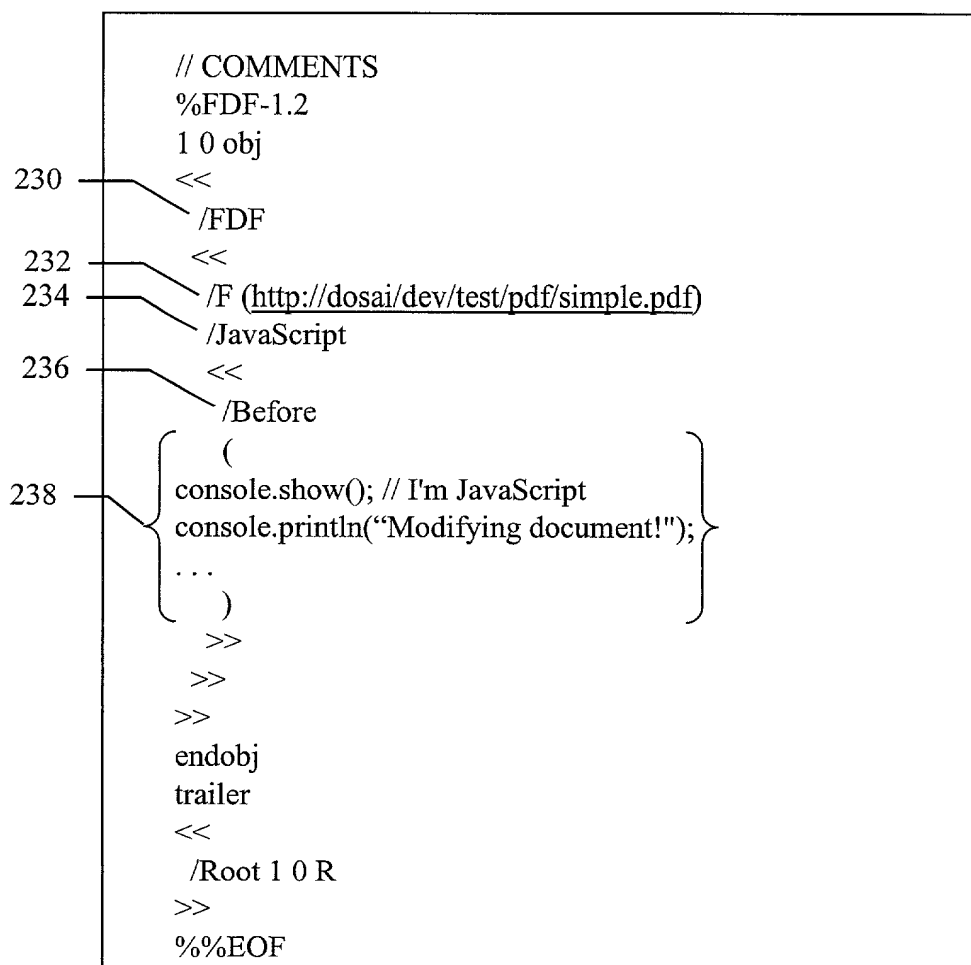 // COMMENTS
%FDF-1.2
1 0 obj
230 <<
/FDF
<<
232 /F (http://dosai/dev/test/pdf/simple.pdf)
234 /JavaScript
<<
236 /Before
(
238 console.show(); // I'm JavaScript
console.println(“Modifying document!");
. . .
)
>>
>>
>>
endobj
trailer
<<
/Root 1 0 R
>>
%%EOF